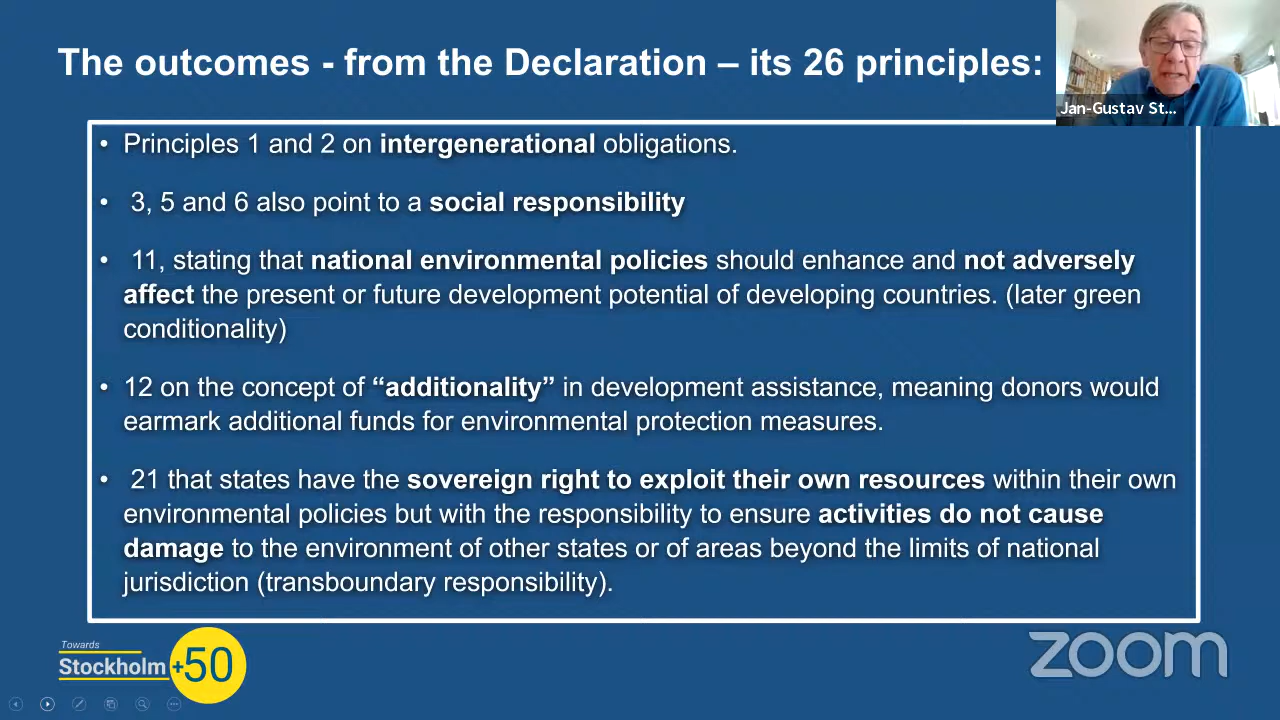 The outcomes - from the Declaration – its 26 principles:
Jan-Gustav St...
• Principles 1 and 2 on intergenerational obligations.
• 3, 5 and 6 also point to a social responsibility
• 11, stating that national environmental policies should enhance and not adversely
affect the present or future development potential of developing countries. (later green
conditionality)
• 12 on the concept of “additionality” in development assistance, meaning donors would
earmark additional funds for environmental protection measures.
• 21 that states have the sovereign right to exploit their own resources within their own
environmental policies but with the responsibility to ensure activities do not cause
damage to the environment of other states or of areas beyond the limits of national
jurisdiction (transboundary responsibility).
Towards
Stockholm+50
zoom